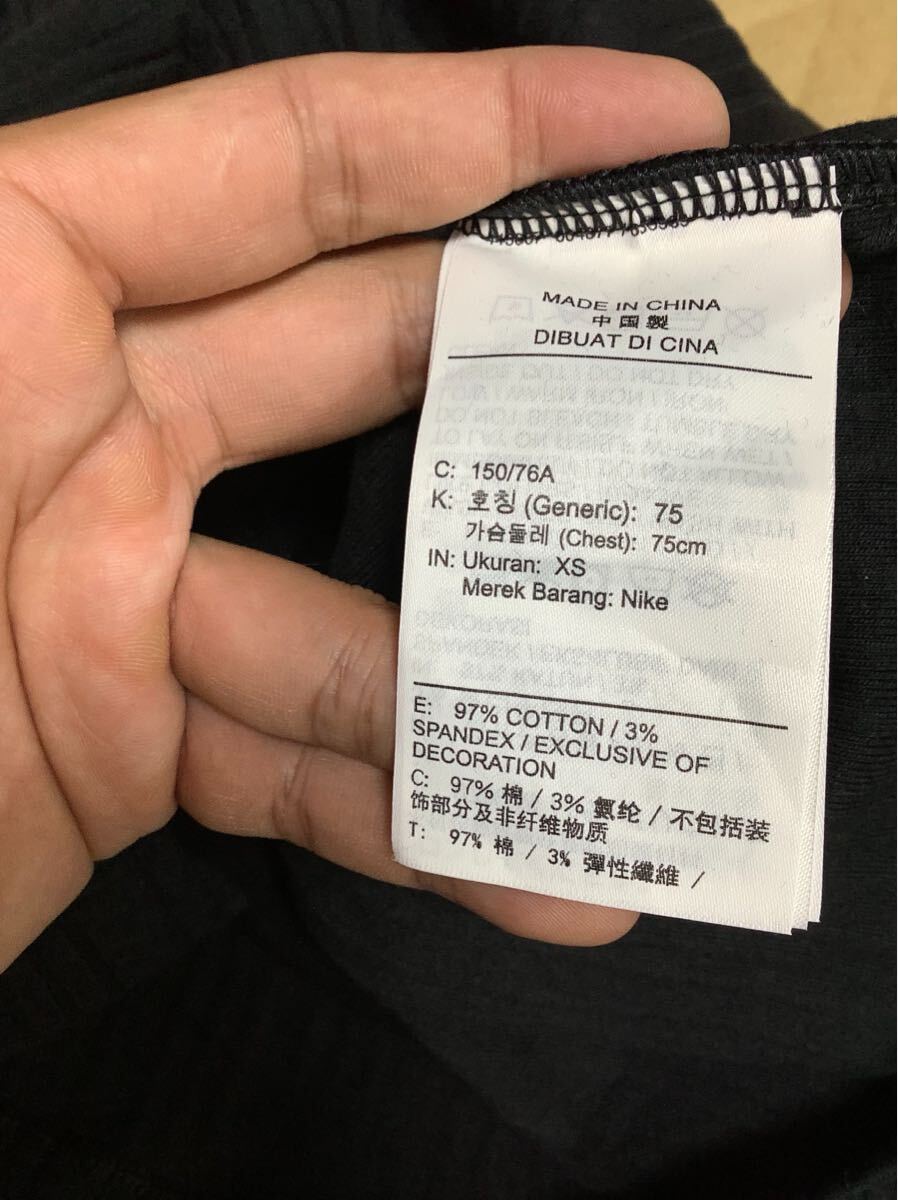 MADE IN CHINA
中国製
DIBUAT DI CINA
C: 150/76A
K: 호칭 (Generic): 75
가슴둘레 (Chest): 75cm
IN: Ukuran: XS
Merek Barang: Nike
E: 97% COTTON / 3%
SPANDEX / EXCLUSIVE OF
DECORATION
C: 97% 棉 / 3% 氨纶 / 不包括装
饰部分及非纤维物质
T: 97% 棉 / 3% 彈性纖維 /